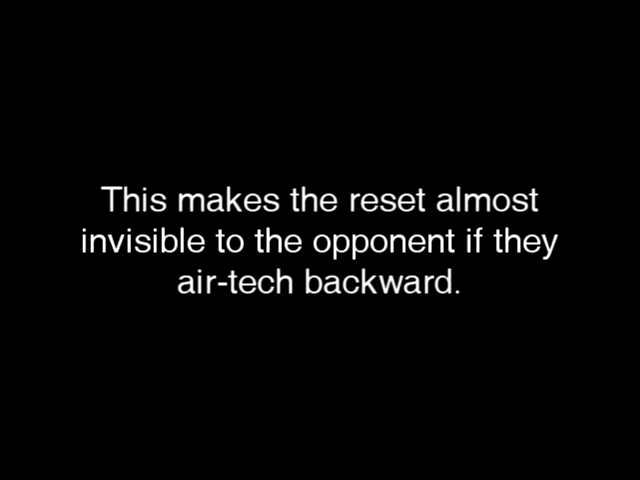 This makes the reset almost
invisible to the opponent if they
air-tech backward.